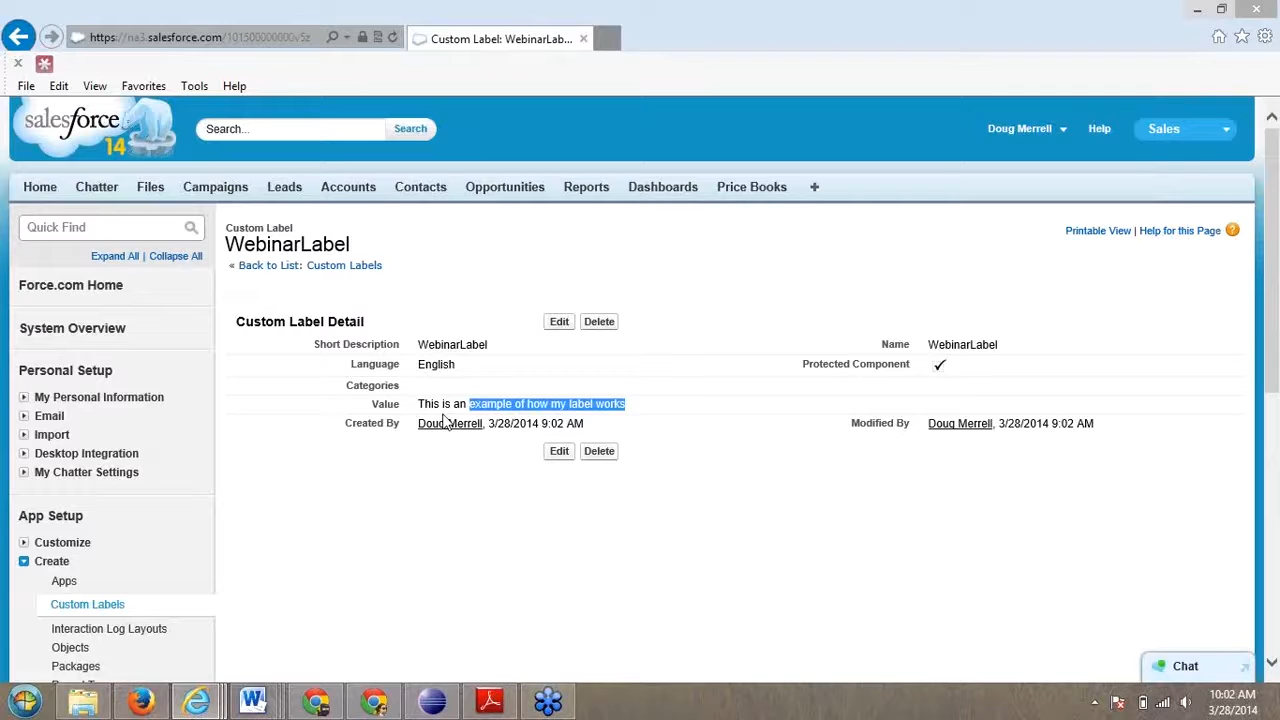 https://na3.salesforce.com/101500000000v5z
Custom Label: WebinarLab...
File Edit View Favorites Tools Help
salesforce
14
Search...
Search
Doug Merrell
Help
Sales
Home Chatter Files Campaigns Leads Accounts Contacts Opportunities Reports Dashboards Price Books +
Quick Find
Expand All | Collapse All
Force.com Home
System Overview
Personal Setup
My Personal Information
Email
Import
Desktop Integration
My Chatter Settings
App Setup
Customize
Create
Apps
Custom Labels
Interaction Log Layouts
Objects
Packages
Custom Label
WebinarLabel
« Back to List: Custom Labels
Printable View | Help for this Page
Custom Label Detail
Edit Delete
Short Description WebinarLabel Name WebinarLabel
Language English Protected Component ✓
Categories
Value This is an example of how my label works
Created By Doug Merrell, 3/28/2014 9:02 AM Modified By Doug Merrell, 3/28/2014 9:02 AM
Edit Delete
Chat
10:02 AM
3/28/2014